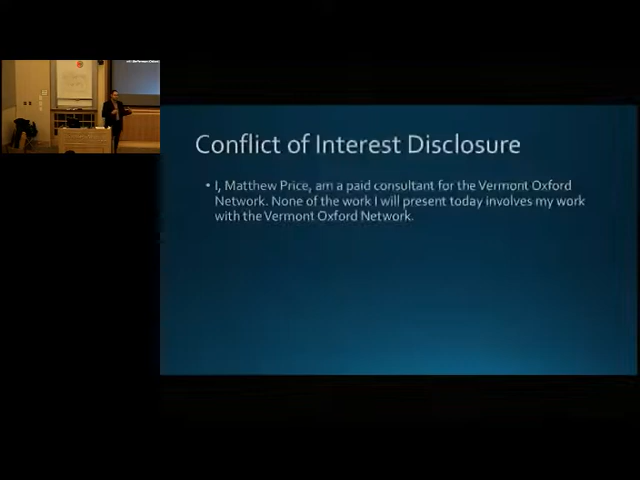 Conflict of Interest Disclosure
• I, Matthew Price, am a paid consultant for the Vermont Oxford
Network. None of the work I will present today involves my work
with the Vermont Oxford Network.